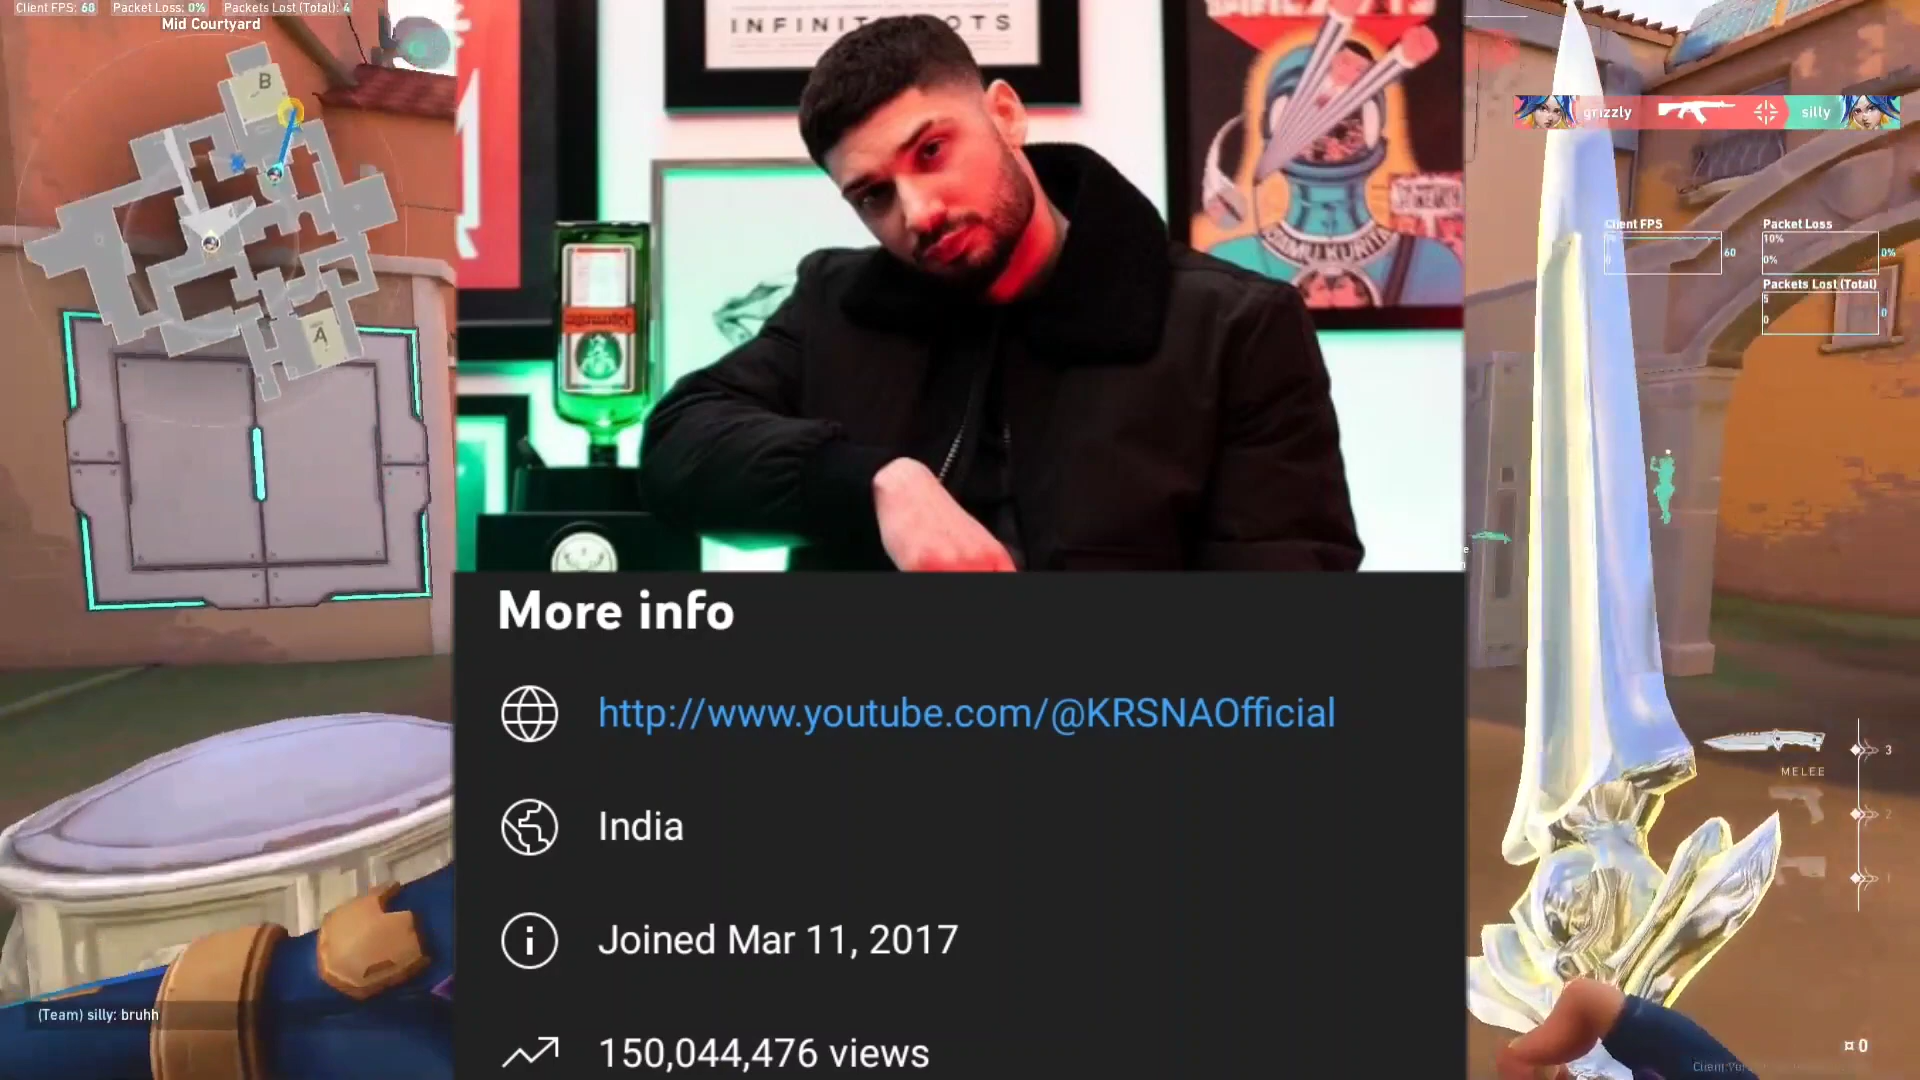 Client FPS: 60 Packet Loss: 0% Packets Lost (Total): 4
Mid Courtyard
B
A
INFINITE
OTS
grizzly
silly
Client FPS
60
Packet Loss
10%
0%
0%
Packets Lost (Total)
5
0
0
MELEE
3
2
1
More info
http://www.youtube.com/@KRSNAOfficial
India
Joined Mar 11, 2017
150,044,476 views
(Team) silly: bruhh
¤ 0